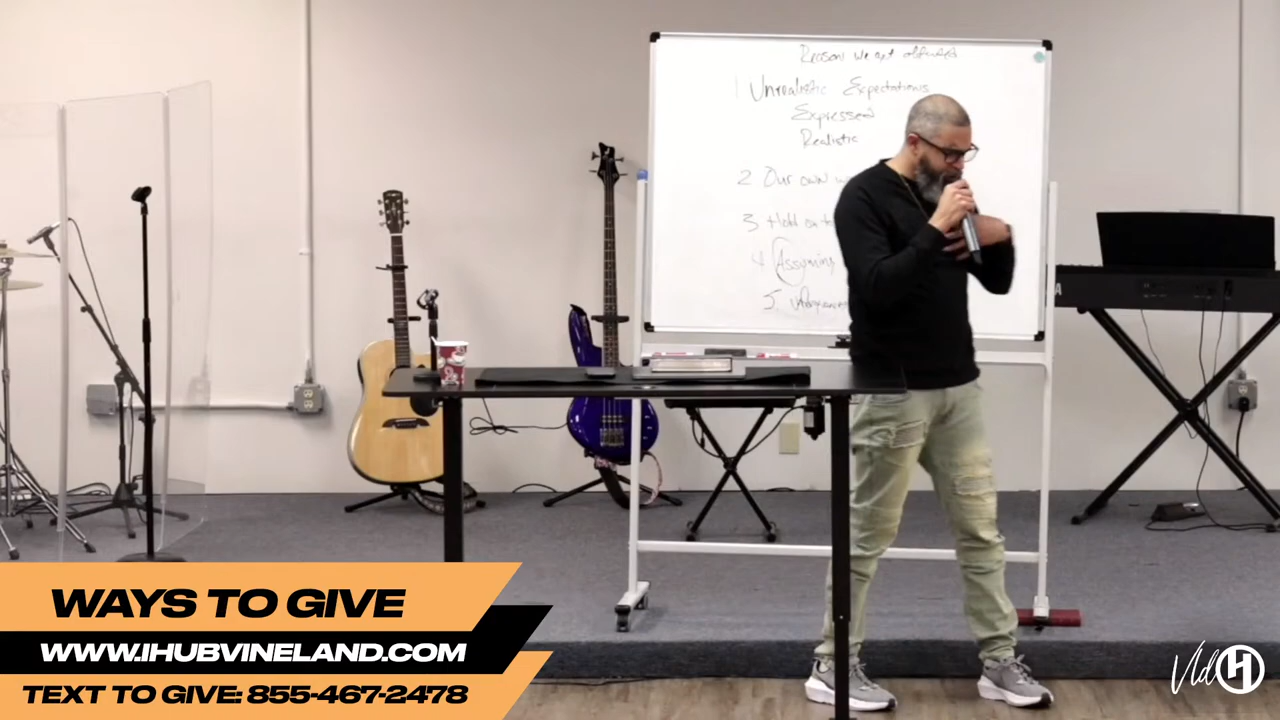 Reasons we get offended
1 Unrealistic Expectations
Expressed
Realistic
2 Our own
3 Hold on to
4 Assuming
5.
WAYS TO GIVE
WWW.IHUBVINELAND.COM
TEXT TO GIVE: 855-467-2478
Vld H